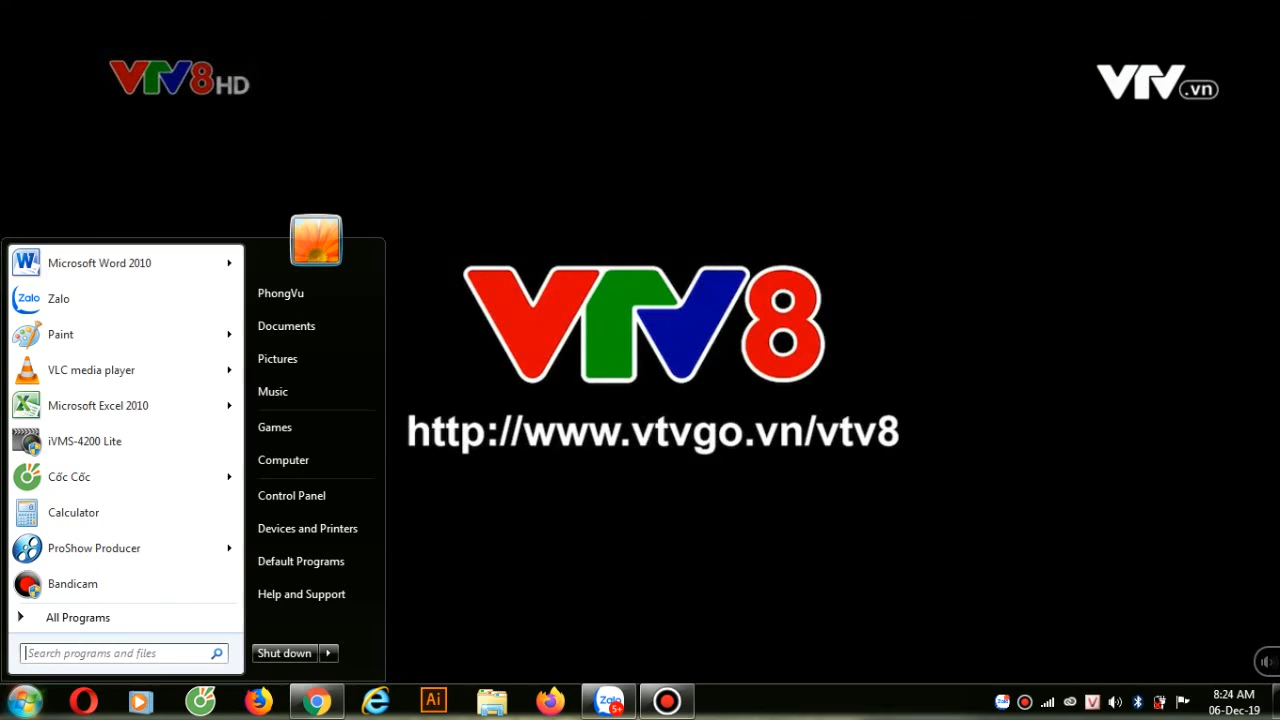 VTV8HD
VTV.vn
VTV8
http://www.vtvgo.vn/vtv8
Microsoft Word 2010
Zalo
Zalo
Paint
VLC media player
Microsoft Excel 2010
iVMS-4200 Lite
Cốc Cốc
Calculator
ProShow Producer
Bandicam
All Programs
Search programs and files
PhongVu
Documents
Pictures
Music
Games
Computer
Control Panel
Devices and Printers
Default Programs
Help and Support
Shut down
Ai
Zalo
5+
V
8:24 AM
06-Dec-19